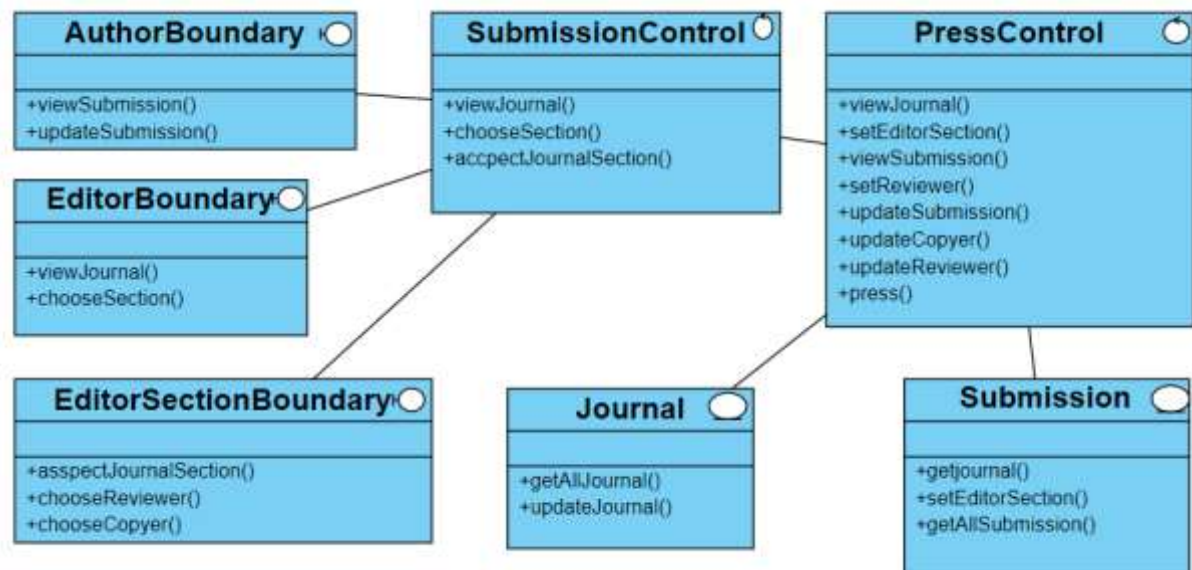 AuthorBoundary
+viewSubmission()
+updateSubmission()
SubmissionControl
+viewJournal()
+chooseSection()
+accpectJournalSection()
PressControl
+viewJournal()
+setEditorSection()
+viewSubmission()
+setReviewer()
+updateSubmission()
+updateCopyer()
+updateReviewer()
+press()
EditorBoundary
+viewJournal()
+chooseSection()
EditorSectionBoundary
+asspectJournalSection()
+chooseReviewer()
+chooseCopyer()
Journal
+getAllJournal()
+updateJournal()
Submission
+getjournal()
+setEditorSection()
+getAllSubmission()